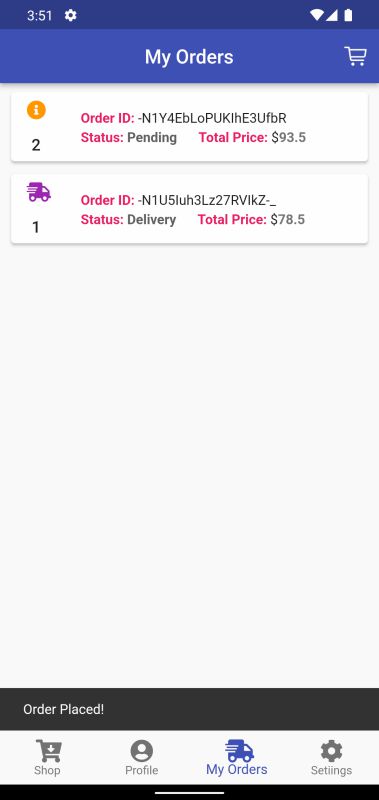 3:51
My Orders
Order ID: -N1Y4EbLoPUKIhE3UfbR
2
Status: Pending Total Price: $93.5
Order ID: -N1U5Iuh3Lz27RVIkZ-_
1
Status: Delivery Total Price: $78.5
Order Placed!
Shop
Profile
My Orders
Setiings